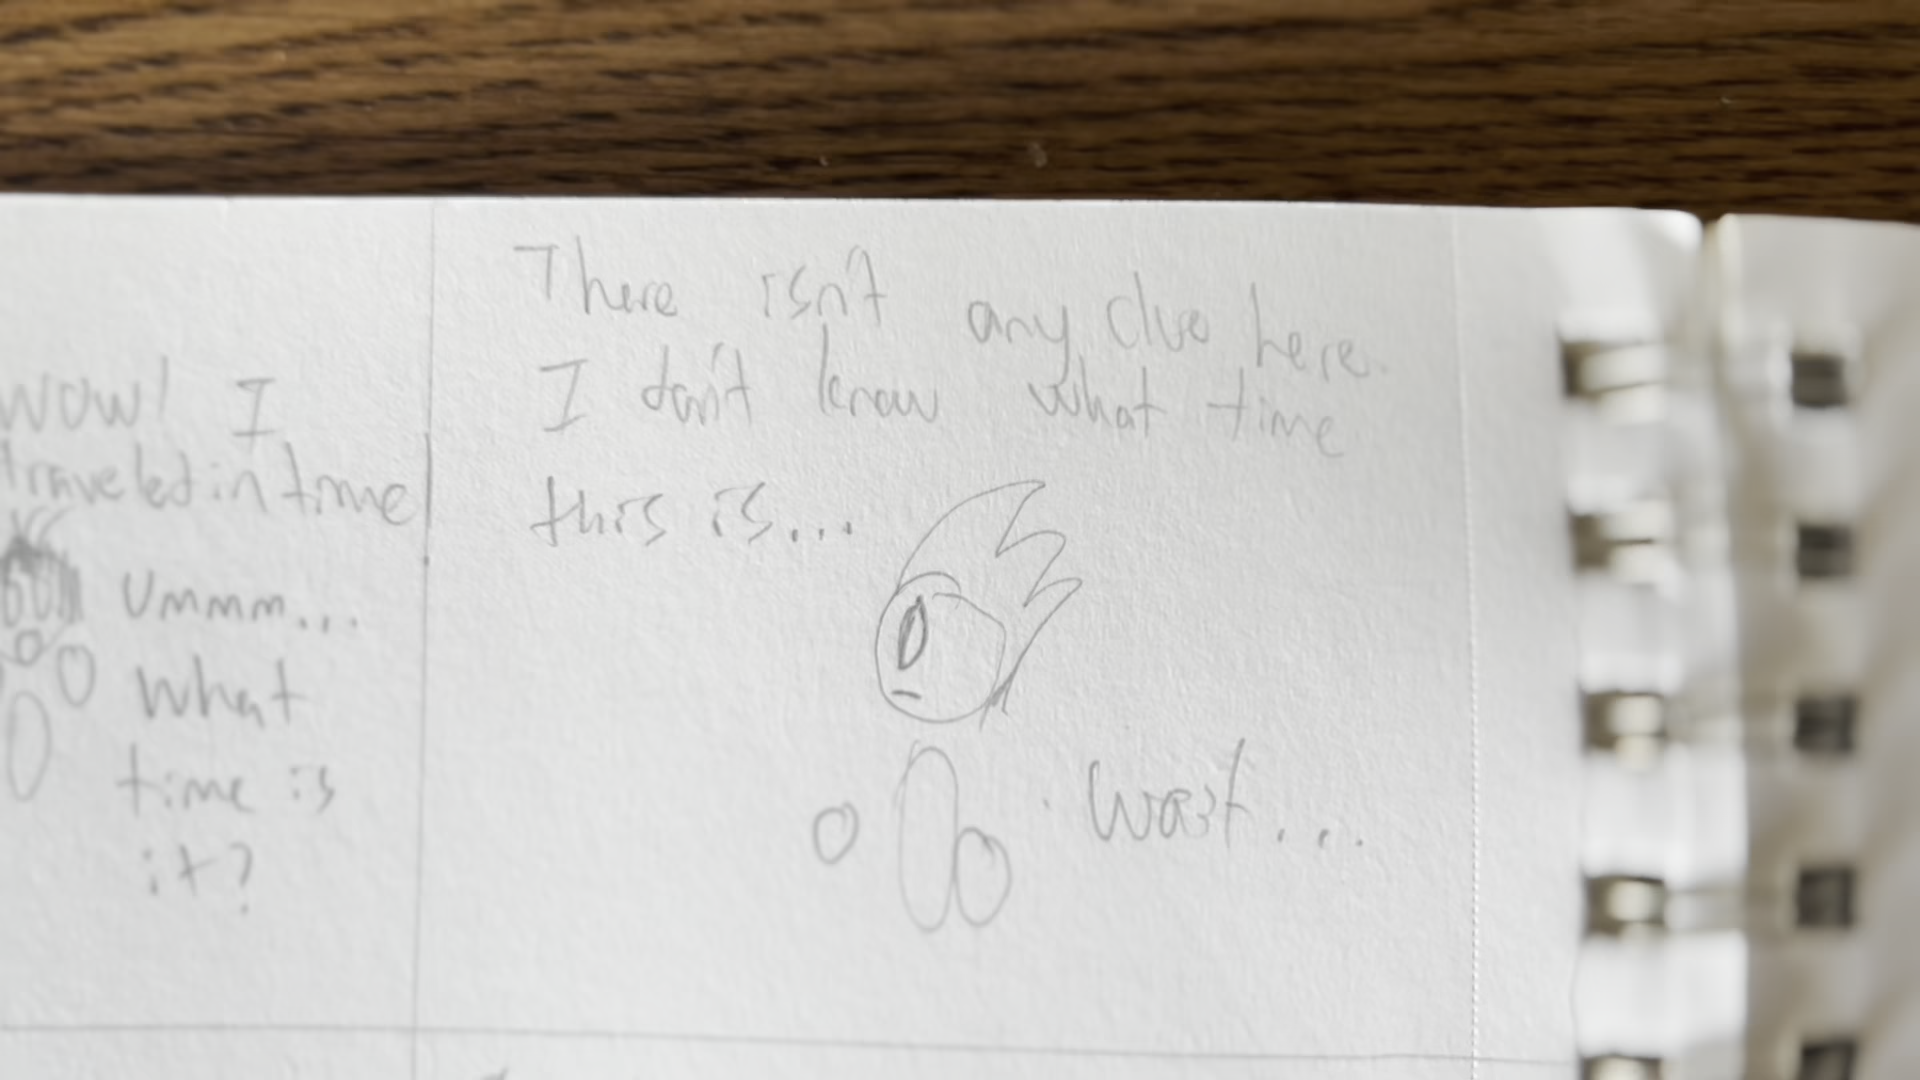 wow! I
traveled in time
Ummm...
What
time is
it?
There isn't any clue here.
I don't know what time
this is...
wait...